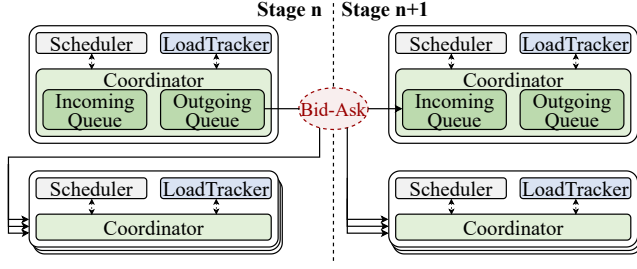 Stage n
Stage n+1
Scheduler
LoadTracker
Coordinator
Incoming
Queue
Outgoing
Queue
Bid-Ask
Scheduler
LoadTracker
Coordinator
Incoming
Queue
Outgoing
Queue
Scheduler
LoadTracker
Coordinator
Scheduler
LoadTracker
Coordinator